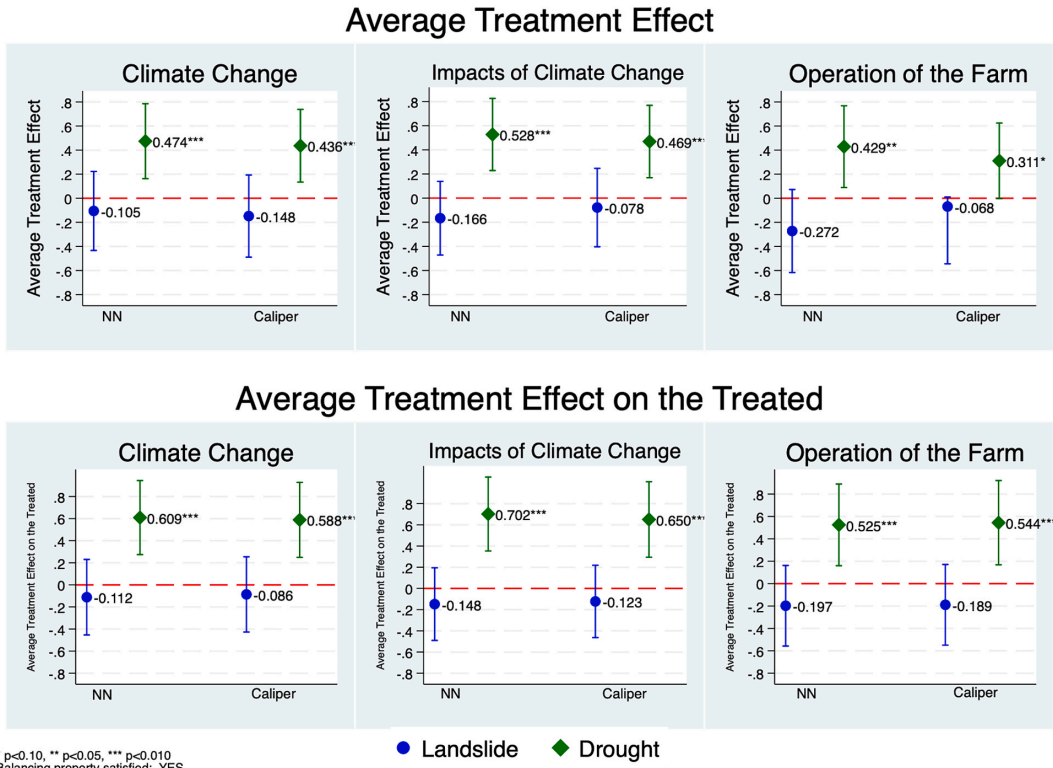 Average Treatment Effect
Climate Change
Average Treatment Effect
.8
.6
.4
.2
0
-.2
-.4
-.6
-.8
0.474***
0.436**
-0.105
-0.148
NN
Caliper
Impacts of Climate Change
Average Treatment Effect
.8
.6
.4
.2
0
-.2
-.4
-.6
-.8
0.528***
0.469**
-0.166
-0.078
NN
Caliper
Operation of the Farm
Average Treatment Effect
.8
.6
.4
.2
0
-.2
-.4
-.6
-.8
0.429**
0.311*
-0.272
-0.068
NN
Caliper
Average Treatment Effect on the Treated
Climate Change
Average Treatment Effect on the Treated
.8
.6
.4
.2
0
-.2
-.4
-.6
-.8
0.609***
0.588**
-0.112
-0.086
NN
Caliper
Impacts of Climate Change
Average Treatment Effect on the Treated
.8
.6
.4
.2
0
-.2
-.4
-.6
-.8
0.702***
0.650**
-0.148
-0.123
NN
Caliper
Operation of the Farm
Average Treatment Effect on the Treated
.8
.6
.4
.2
0
-.2
-.4
-.6
-.8
0.525***
0.544**
-0.197
-0.189
NN
Caliper
Landslide
Drought
p<0.10, ** p<0.05, *** p<0.010
Balancing property satisfied: YES